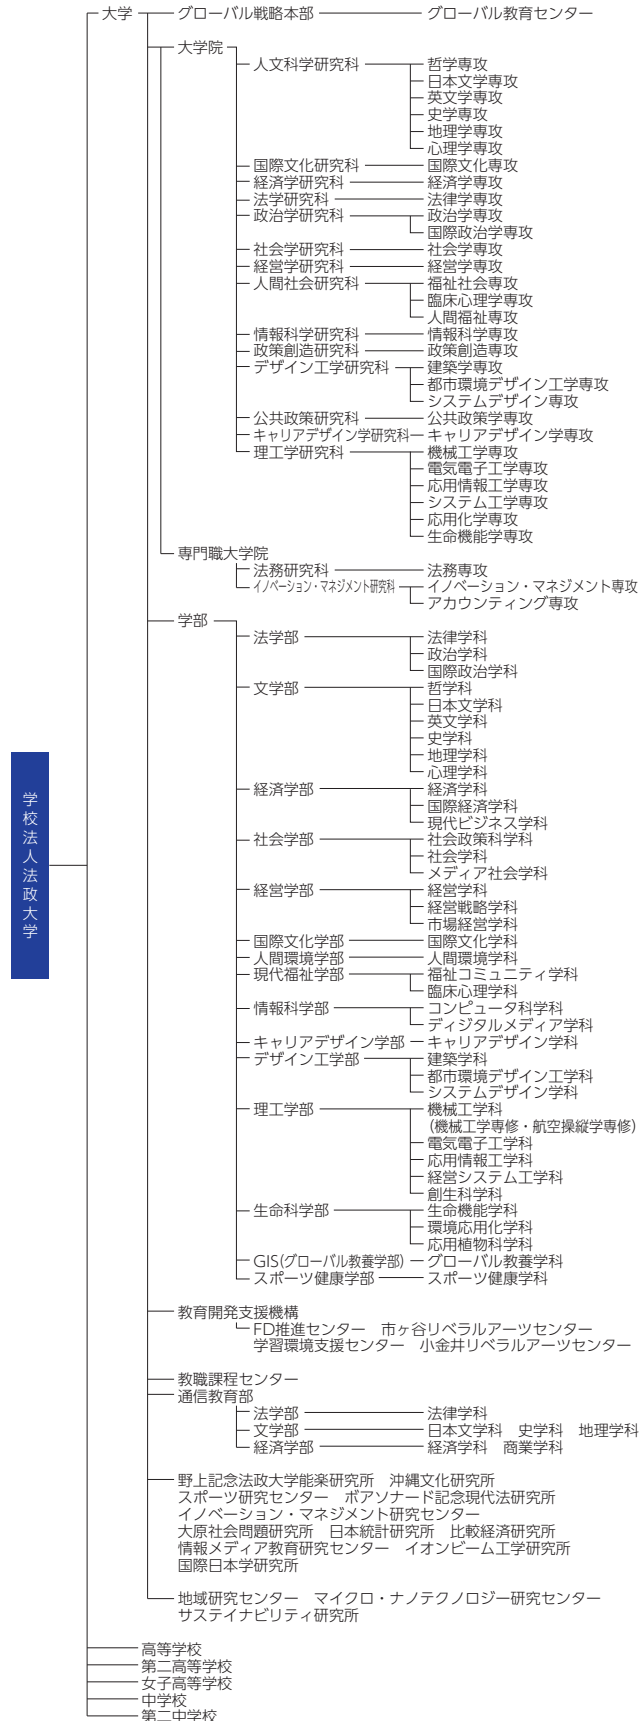 学校法人法政大学
大学 グローバル戦略本部 グローバル教育センター
大学院
人文科学研究科 哲学専攻
日本文学専攻
英文学専攻
史学専攻
地理学専攻
心理学専攻
国際文化研究科 国際文化専攻
経済学研究科 経済学専攻
法学研究科 法律学専攻
政治学研究科 政治学専攻
国際政治学専攻
社会学研究科 社会学専攻
経営学研究科 経営学専攻
人間社会研究科 福祉社会専攻
臨床心理学専攻
人間福祉専攻
情報科学研究科 情報科学専攻
政策創造研究科 政策創造専攻
デザイン工学研究科 建築学専攻
都市環境デザイン工学専攻
システムデザイン専攻
公共政策研究科 公共政策学専攻
キャリアデザイン学研究科 キャリアデザイン学専攻
理工学研究科 機械工学専攻
電気電子工学専攻
応用情報工学専攻
システム工学専攻
応用化学専攻
生命機能学専攻
専門職大学院
法務研究科 法務専攻
イノベーション・マネジメント研究科 イノベーション・マネジメント専攻
アカウンティング専攻
学部
法学部 法律学科
政治学科
国際政治学科
文学部 哲学科
日本文学科
英文学科
史学科
地理学科
心理学科
経済学部 経済学科
国際経済学科
現代ビジネス学科
社会学部 社会政策科学科
社会学科
メディア社会学科
経営学部 経営学科
経営戦略学科
市場経営学科
国際文化学部 国際文化学科
人間環境学部 人間環境学科
現代福祉学部 福祉コミュニティ学科
臨床心理学科
情報科学部 コンピュータ科学科
ディジタルメディア学科
キャリアデザイン学部 キャリアデザイン学科
デザイン工学部 建築学科
都市環境デザイン工学科
システムデザイン学科
理工学部 機械工学科
(機械工学専修・航空操縦学専修)
電気電子工学科
応用情報工学科
経営システム工学科
創生科学科
生命科学部 生命機能学科
環境応用化学科
応用植物科学科
GIS(グローバル教養学部) グローバル教養学科
スポーツ健康学部 スポーツ健康学科
教育開発支援機構
FD推進センター 市ヶ谷リベラルアーツセンター
学習環境支援センター 小金井リベラルアーツセンター
教職課程センター
通信教育部
法学部 法律学科
文学部 日本文学科 史学科 地理学科
経済学部 経済学科 商業学科
野上記念法政大学能楽研究所 沖縄文化研究所
スポーツ研究センター ボアソナード記念現代法研究所
イノベーション・マネジメント研究センター
大原社会問題研究所 日本統計研究所 比較経済研究所
情報メディア教育研究センター イオンビーム工学研究所
国際日本学研究所
地域研究センター マイクロ・ナノテクノロジー研究センター
サステイナビリティ研究所
高等学校
第二高等学校
女子高等学校
中学校
第二中学校